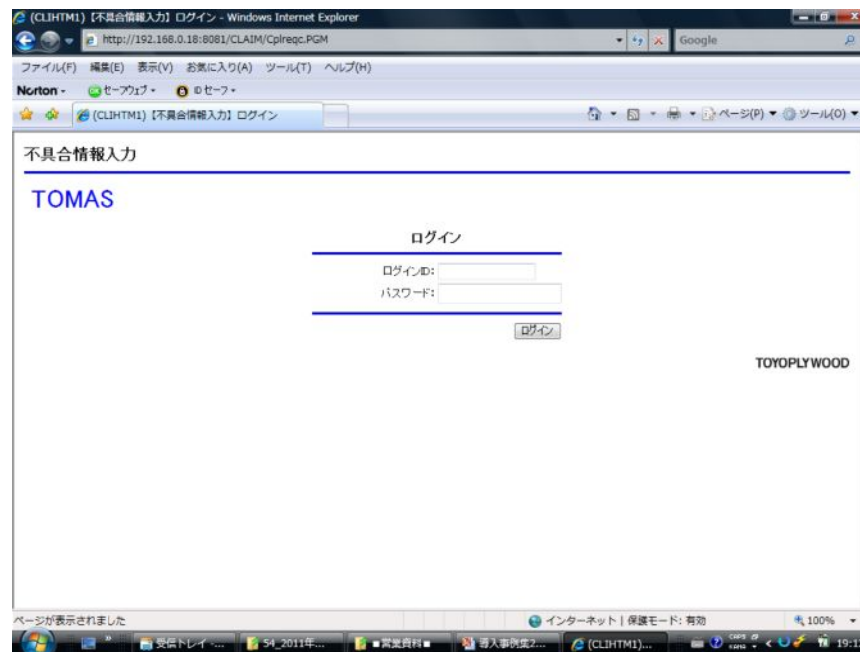 (CLIHTM1)【不具合情報入力】ログイン - Windows Internet Explorer
http://192.168.0.18:8081/CLAIM/Cplreqc.PGM
Google
ファイル(F) 編集(E) 表示(V) お気に入り(A) ツール(T) ヘルプ(H)
Norton - セーフウェブ - IDセーフ -
(CLIHTM1)【不具合情報入力】ログイン
ページ(P) ツール(O)
不具合情報入力
TOMAS
ログイン
ログインID:
パスワード:
ログイン
TOYOPLYWOOD
ページが表示されました
インターネット | 保護モード: 有効
100%
受信トレイ -...
54_2011年...
■営業資料■
導入事例集2...
(CLIHTM1)...
CAPS
KANA